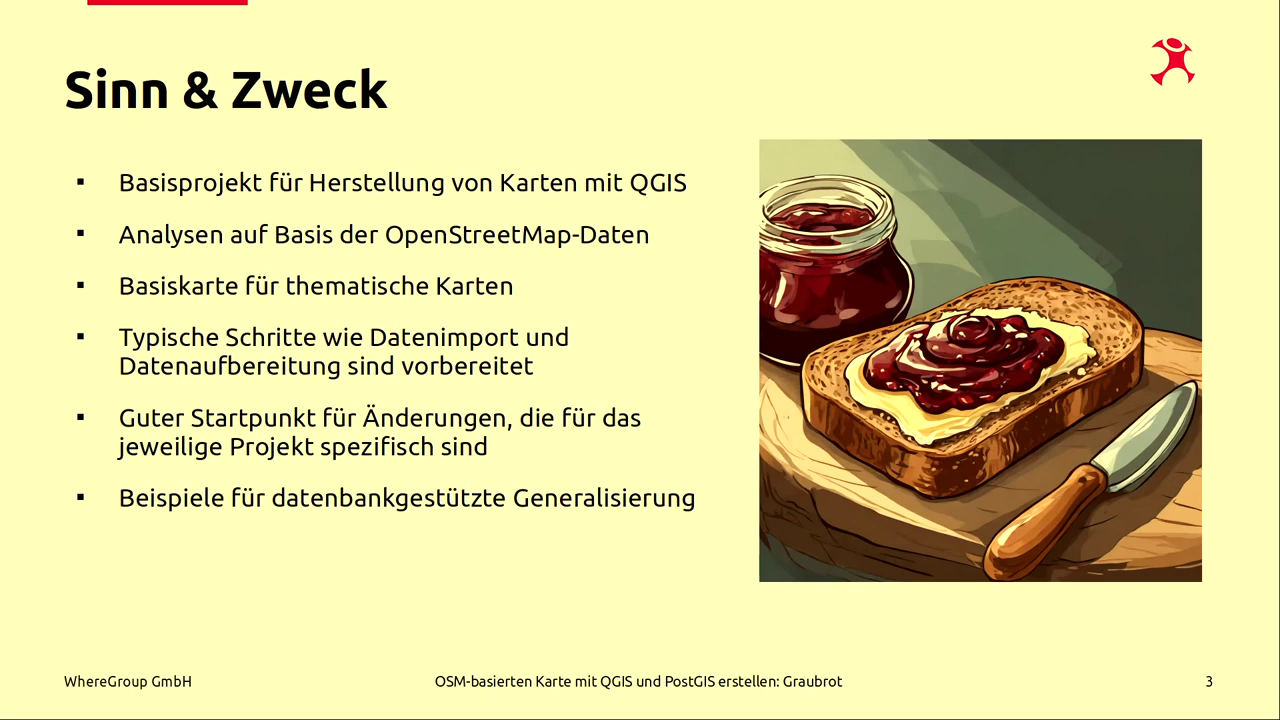 Sinn & Zweck
▪ Basisprojekt für Herstellung von Karten mit QGIS
▪ Analysen auf Basis der OpenStreetMap-Daten
▪ Basiskarte für thematische Karten
▪ Typische Schritte wie Datenimport und
Datenaufbereitung sind vorbereitet
▪ Guter Startpunkt für Änderungen, die für das
jeweilige Projekt spezifisch sind
▪ Beispiele für datenbankgestützte Generalisierung
WhereGroup GmbH
OSM-basierten Karte mit QGIS und PostGIS erstellen: Graubrot
3